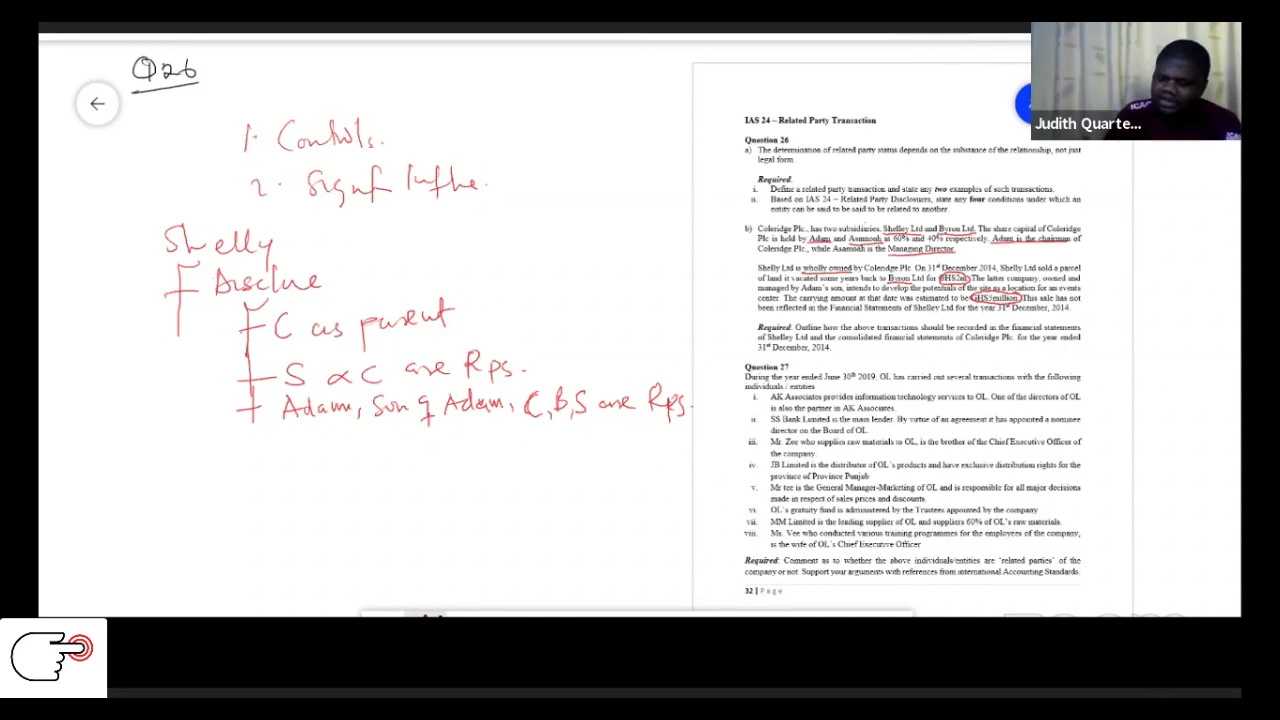 Q26
1. Controls.
2. Signf Influe.
Shelly
Disclue
C as parent
S & C are Rps.
Adam, Son of Adam, C, B, S are Rps.
Judith Quarte...
ICAG
IAS 24 – Related Party Transaction
Question 26
a) The determination of related party status depends on the substance of the relationship, not just
legal form.
Required:
i. Define a related party transaction and state any two examples of such transactions.
ii. Based on IAS 24 – Related Party Disclosures, state any four conditions under which an
entity can be said to be said to be related to another.
b) Coleridge Plc., has two subsidiaries, Shelley Ltd and Byron Ltd. The share capital of Coleridge
Plc is held by Adam and Asamoah at 60% and 40% respectively. Adam is the chairman of
Coleridge Plc., while Asamoah is the Managing Director.
Shelly Ltd is wholly owned by Coleridge Plc. On 31st December 2014, Shelly Ltd sold a parcel
of land it vacated some years back to Byron Ltd for GHS2m. The latter company, owned and
managed by Adam's son, intends to develop the potentials of the site as a location for an events
center. The carrying amount at that date was estimated to be GHS5million. This sale has not
been reflected in the Financial Statements of Shelley Ltd for the year 31st December, 2014.
Required: Outline how the above transactions should be recorded in the financial statements
of Shelley Ltd and the consolidated financial statements of Coleridge Plc. for the year ended
31st December, 2014.
Question 27
During the year ended June 30th 2019. OL has carried out several transactions with the following
individuals / entities
i. AK Associates provides information technology services to OL. One of the directors of OL
is also the partner in AK Associates.
ii. SS Bank Limited is the main lender. By virtue of an agreement it has appointed a nominee
director on the Board of OL.
iii. Mr. Zee who supplies raw materials to OL, is the brother of the Chief Executive Officer of
the company.
iv. JB Limited is the distributor of OL's products and have exclusive distribution rights for the
province of Province Punjab
v. Mr tee is the General Manager-Marketing of OL and is responsible for all major decisions
made in respect of sales prices and discounts.
vi. OL's gratuity fund is administered by the Trustees appointed by the company
vii. MM Limited is the leading supplier of OL and suppliers 60% of OL's raw materials.
viii. Ms. Vee who conducted various training programmes for the employees of the company,
is the wife of OL's Chief Executive Officer
Required: Comment as to whether the above individuals/entities are 'related parties' of the
company or not. Support your arguments with references from international Accounting Standards.
32 | Page